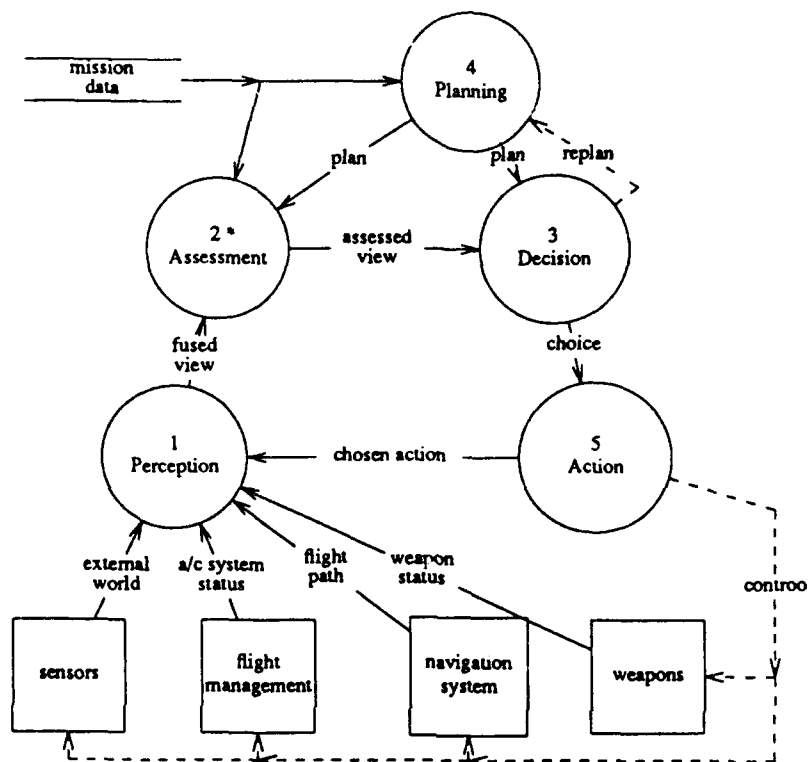 mission
data
4
Planning
plan
plan
replan
2 *
Assessment
assessed
view
3
Decision
fused
view
choice
1
Perception
chosen action
5
Action
external
world
a/c system
status
flight
path
weapon
status
controo
sensors
flight
management
navigation
system
weapons